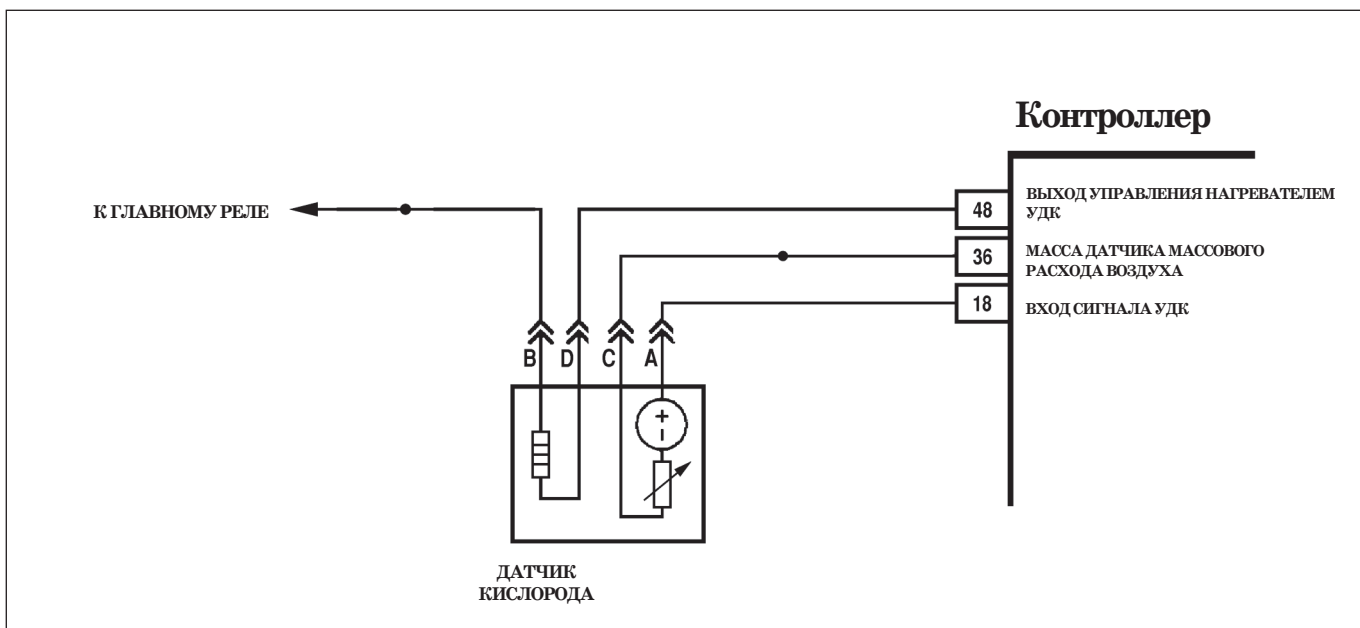 Контроллер
К ГЛАВНОМУ РЕЛЕ
48
ВЫХОД УПРАВЛЕНИЯ НАГРЕВАТЕЛЕМ
УДК
36
МАССА ДАТЧИКА МАССОВОГО
РАСХОДА ВОЗДУХА
18
ВХОД СИГНАЛА УДК
B
D
C
A
+
–
ДАТЧИК
КИСЛОРОДА